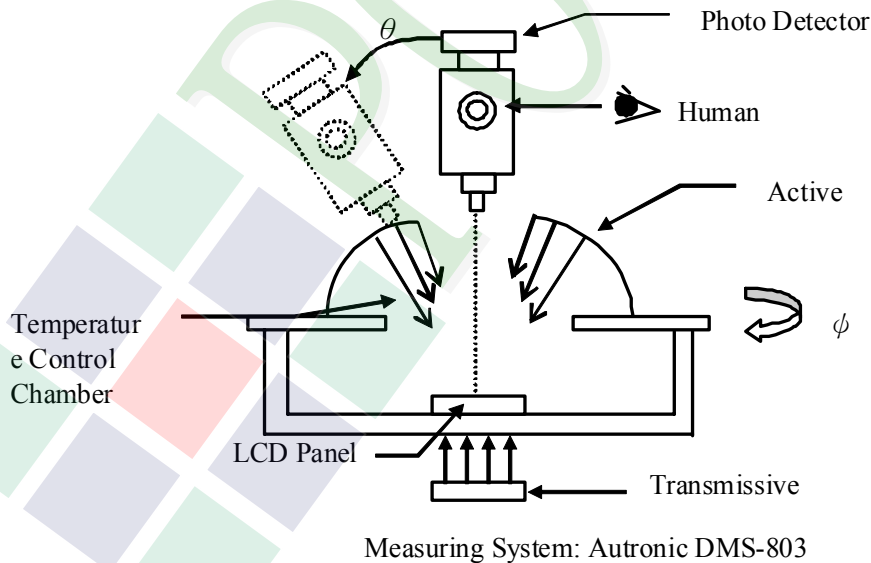 Photo Detector
θ
Human
Active
Temperatur
e Control
Chamber
ϕ
LCD Panel
Transmissive
Measuring System: Autronic DMS-803